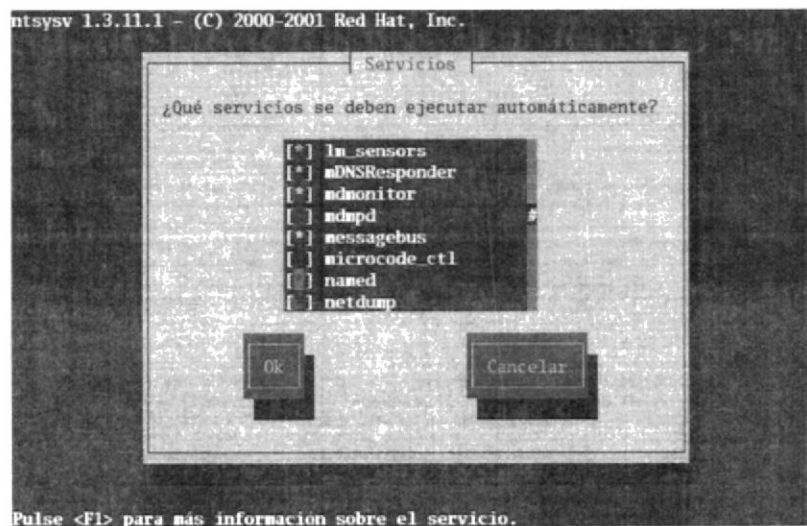 ntsysv 1.3.11.1 - (C) 2000-2001 Red Hat, Inc.
Servicios
¿Qué servicios se deben ejecutar automáticamente?
[*] lm_sensors
[*] mDNSResponder
[*] mdmonitor
[ ] mdmpd #
[*] messagebus
[ ] microcode_ctl
[ ] named
[ ] netdump
Ok Cancelar
Pulse <F1> para más información sobre el servicio.